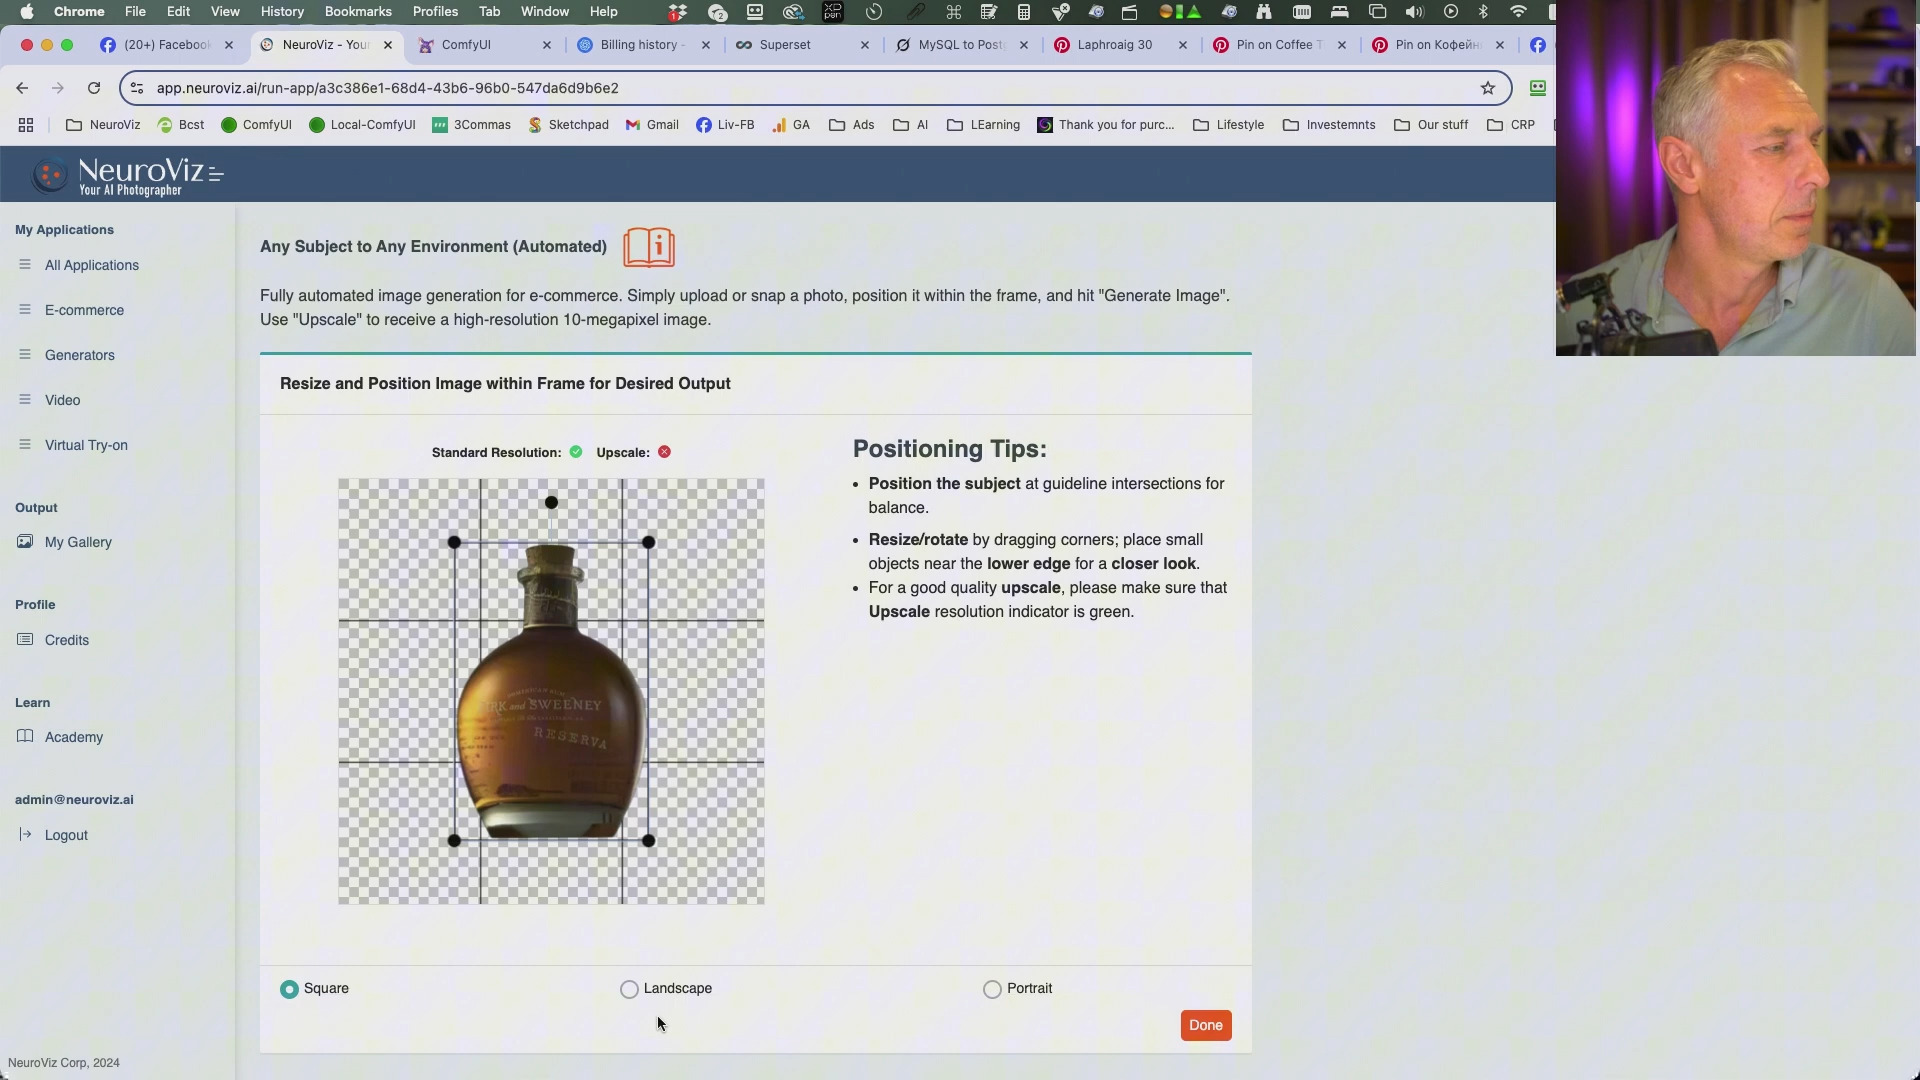 Chrome File Edit View History Bookmarks Profiles Tab Window Help
(20+) Facebook
NeuroViz - Your
ComfyUI
Billing history -
Superset
MySQL to Post
Laphroaig 30
Pin on Coffee T
Pin on Кофейн
app.neuroviz.ai/run-app/a3c386e1-68d4-43b6-96b0-547da6d9b6e2
NeuroViz Bcst ComfyUI Local-ComfyUI 3Commas Sketchpad Gmail Liv-FB GA Ads AI LEarning Thank you for purc... Lifestyle Investemnts Our stuff CRP
NeuroViz
Your AI Photographer
My Applications
All Applications
E-commerce
Generators
Video
Virtual Try-on
Output
My Gallery
Profile
Credits
Learn
Academy
admin@neuroviz.ai
Logout
NeuroViz Corp, 2024
Any Subject to Any Environment (Automated)
Fully automated image generation for e-commerce. Simply upload or snap a photo, position it within the frame, and hit "Generate Image".
Use "Upscale" to receive a high-resolution 10-megapixel image.
Resize and Position Image within Frame for Desired Output
Standard Resolution: Upscale:
DOMINICAN RUM
RK and SWEENEY
RESERVA
Positioning Tips:
• Position the subject at guideline intersections for
balance.
• Resize/rotate by dragging corners; place small
objects near the lower edge for a closer look.
• For a good quality upscale, please make sure that
Upscale resolution indicator is green.
Square
Landscape
Portrait
Done